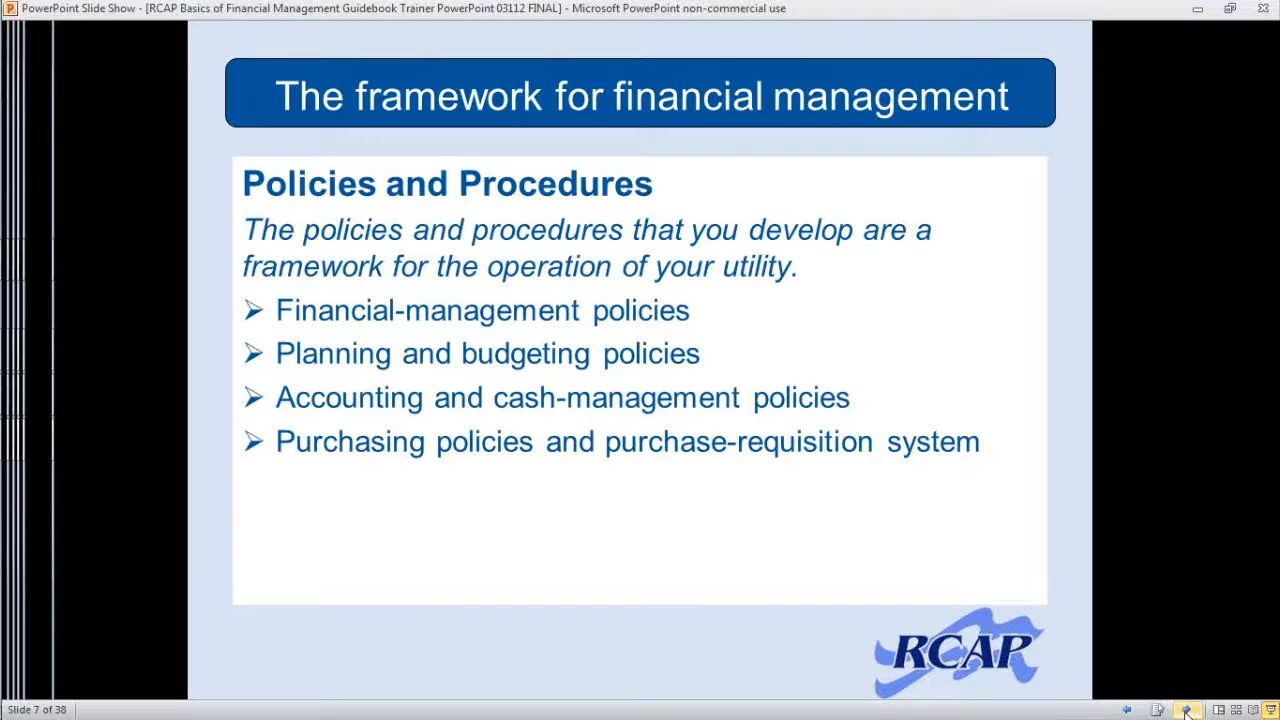 PowerPoint Slide Show - [RCAP Basics of Financial Management Guidebook Trainer PowerPoint 03112 FINAL] - Microsoft PowerPoint non-commercial use
The framework for financial management
Policies and Procedures
The policies and procedures that you develop are a
framework for the operation of your utility.
➢ Financial-management policies
➢ Planning and budgeting policies
➢ Accounting and cash-management policies
➢ Purchasing policies and purchase-requisition system
RCAP
Slide 7 of 38